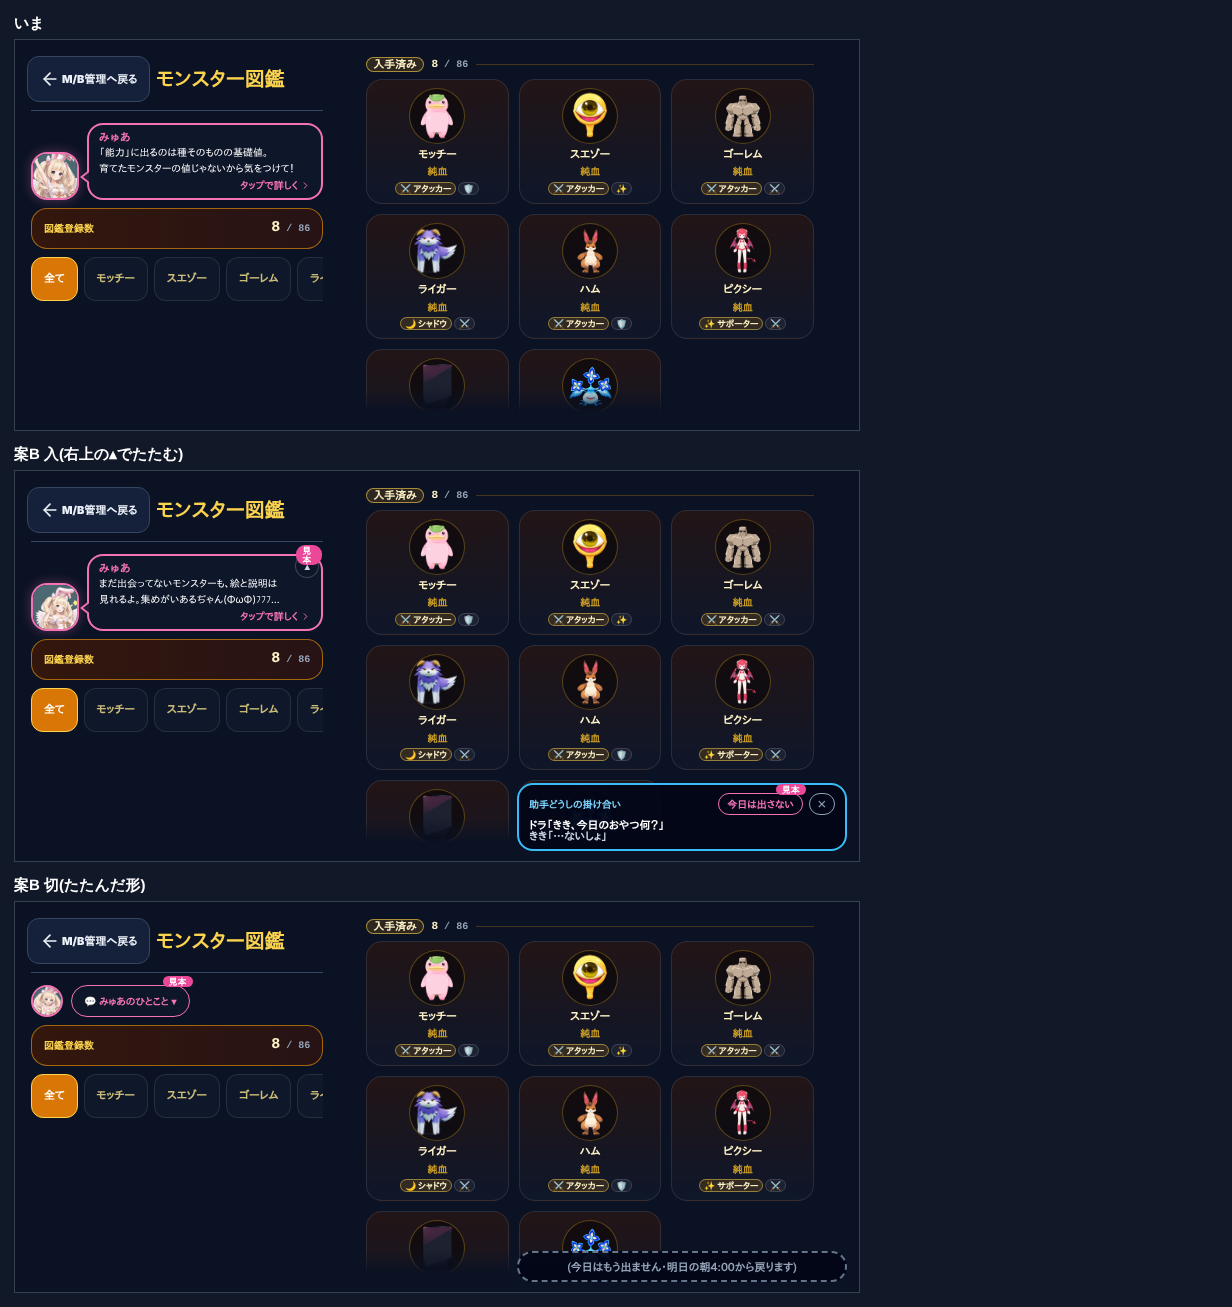 いま
M/B管理へ戻る
モンスター図鑑
みゅあ
「能力」に出るのは種そのものの基礎値。
育てたモンスターの値じゃないから気をつけて!
タップで詳しく >
図鑑登録数
8 / 86
全て
モッチー
スエゾー
ゴーレム
ラ
入手済み 8 / 86
モッチー
純血
アタッカー
スエゾー
純血
アタッカー
ゴーレム
純血
アタッカー
ライガー
純血
シャドウ
ハム
純血
アタッカー
ピクシー
純血
サポーター
案B 入(右上の▲でたたむ)
M/B管理へ戻る
モンスター図鑑
見本
▲
みゅあ
まだ出会ってないモンスターも、絵と説明は
見れるよ。集めがいあるぢゃん(ΦωΦ)ﾌﾌﾌ…
タップで詳しく >
図鑑登録数
8 / 86
全て
モッチー
スエゾー
ゴーレム
ラ
入手済み 8 / 86
モッチー
純血
アタッカー
スエゾー
純血
アタッカー
ゴーレム
純血
アタッカー
ライガー
純血
シャドウ
ハム
純血
アタッカー
ピクシー
純血
サポーター
助手どうしの掛け合い
見本
今日は出さない
×
ドラ「きき、今日のおやつ何?」
きき「…ないしょ」
案B 切(たたんだ形)
M/B管理へ戻る
モンスター図鑑
見本
みゅあのひとこと ▼
図鑑登録数
8 / 86
全て
モッチー
スエゾー
ゴーレム
ラ
入手済み 8 / 86
モッチー
純血
アタッカー
スエゾー
純血
アタッカー
ゴーレム
純血
アタッカー
ライガー
純血
シャドウ
ハム
純血
アタッカー
ピクシー
純血
サポーター
(今日はもう出ません・明日の朝4:00から戻ります)